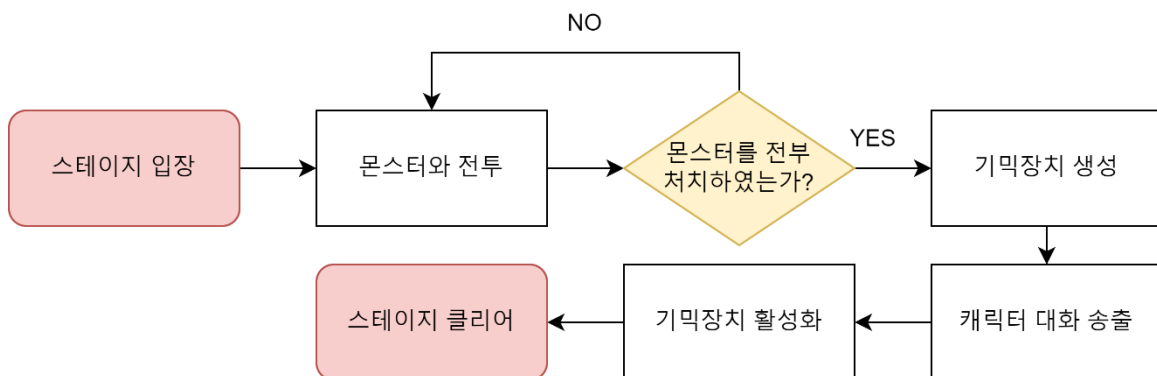 NO
스테이지 입장
몬스터와 전투
몬스터를 전부
처치하였는가?
YES
기믹장치 생성
스테이지 클리어
기믹장치 활성화
캐릭터 대화 송출